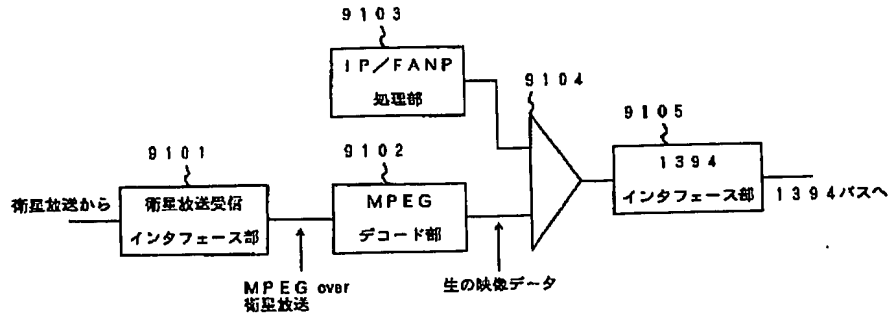 9103
IP/FANP
処理部
9104
9105
1394
インタフェース部
1394バスへ
9101
9102
衛星放送から
衛星放送受信
インタフェース部
MPEG
デコード部
MPEG over
衛星放送
生の映像データ